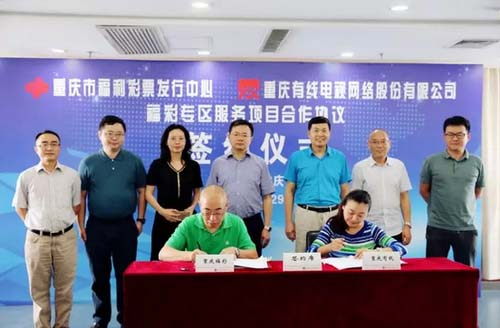 重庆市福利彩票发行中心 重庆有线电视网络股份有限公司
福彩专区服务项目合作协议
签约仪式
重庆福彩 签约席 重庆有线